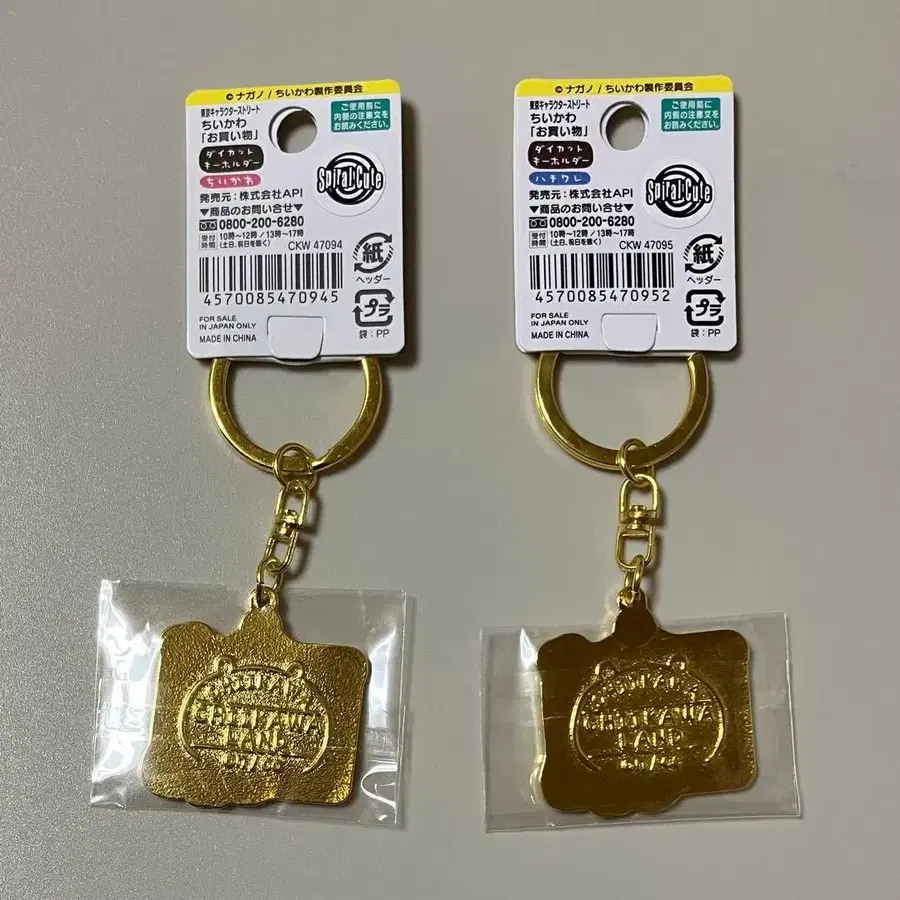 © ナガノ / ちいかわ製作委員会
東京キャラクターストリート
ちいかわ
「お買い物」
ご使用前に
内側の注意文を
お読みください。
ダイカット
キーホルダー
ちいかわ
Spiral Cute
発売元:株式会社API
▼商品のお問い合せ▼
0800-200-6280
受付時間 10時~12時/13時~17時
(土日、祝日を除く)
CKW 47094
紙
ヘッダー
4570085470945
プラ
袋:PP
FOR SALE
IN JAPAN ONLY
MADE IN CHINA
CHIIKAWA
LAND
© ナガノ / ちいかわ製作委員会
東京キャラクターストリート
ちいかわ
「お買い物」
ご使用前に
内側の注意文を
お読みください。
ダイカット
キーホルダー
ハチワレ
Spiral Cute
発売元:株式会社API
▼商品のお問い合せ▼
0800-200-6280
受付時間 10時~12時/13時~17時
(土日、祝日を除く)
CKW 47095
紙
ヘッダー
4570085470952
プラ
袋:PP
FOR SALE
IN JAPAN ONLY
MADE IN CHINA
CHIIKAWA
LAND